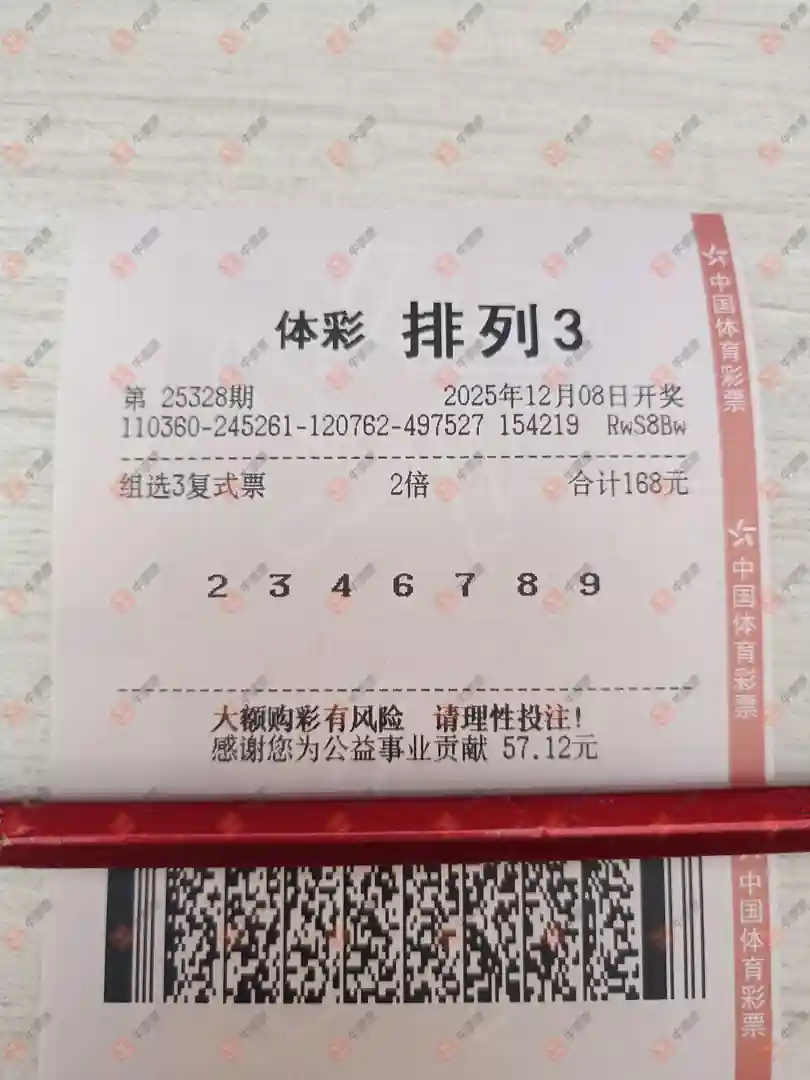 体彩 排列3
第 25328期 2025年12月08日开奖
110360-245261-120762-497527 154219 RwS8Bw
组选3复式票 2倍 合计168元
2 3 4 6 7 8 9
大额购彩有风险 请理性投注!
感谢您为公益事业贡献 57.12元
中国体育彩票
中国体育彩票
中国体育彩票